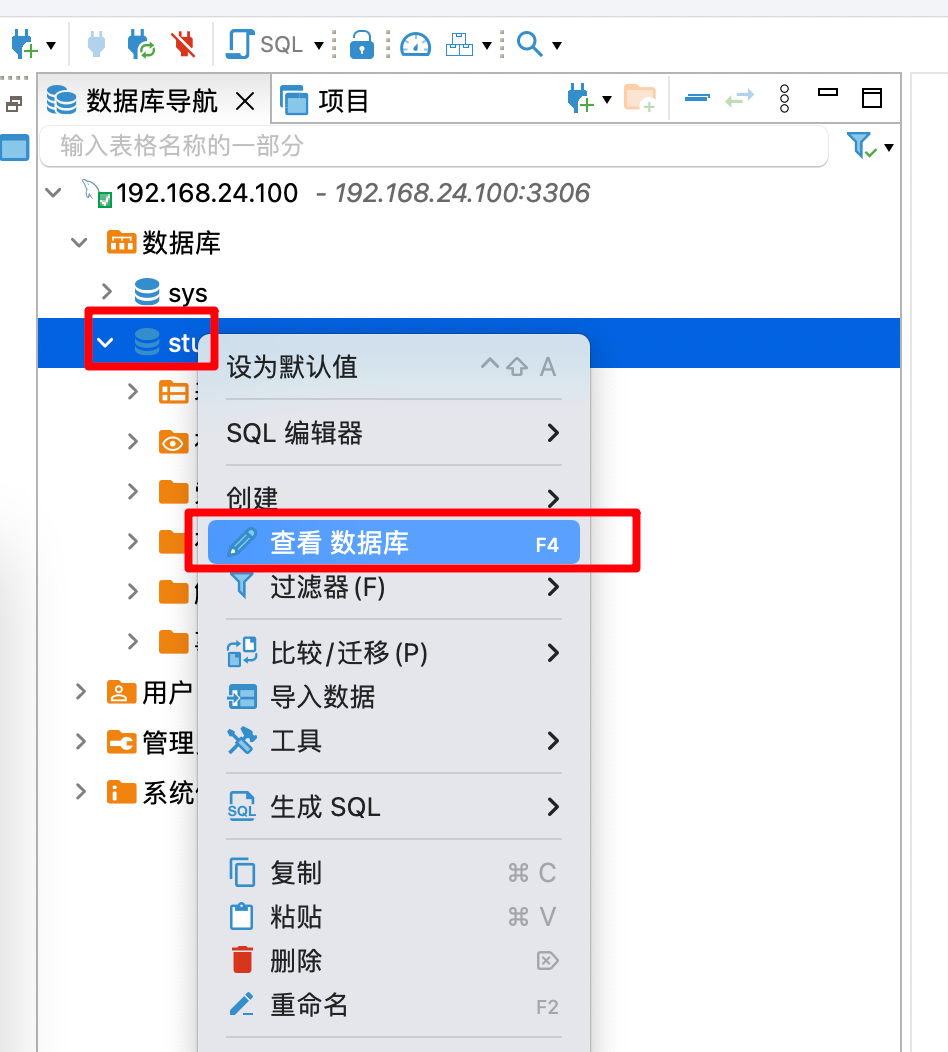 SQL
数据库导航
项目
输入表格名称的一部分
192.168.24.100 - 192.168.24.100:3306
数据库
sys
stu
设为默认值 ^⇧ A
SQL 编辑器
创建
查看 数据库 F4
过滤器(F)
比较/迁移(P)
导入数据
用户
工具
管理
生成 SQL
系统
复制 ⌘ C
粘贴 ⌘ V
删除
重命名 F2